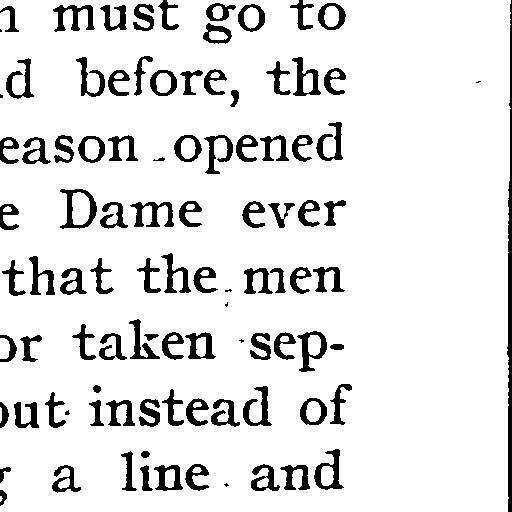 must go to
before, the
eason opened
e Dame ever
that the men
or taken sep-
out instead of
g a line and